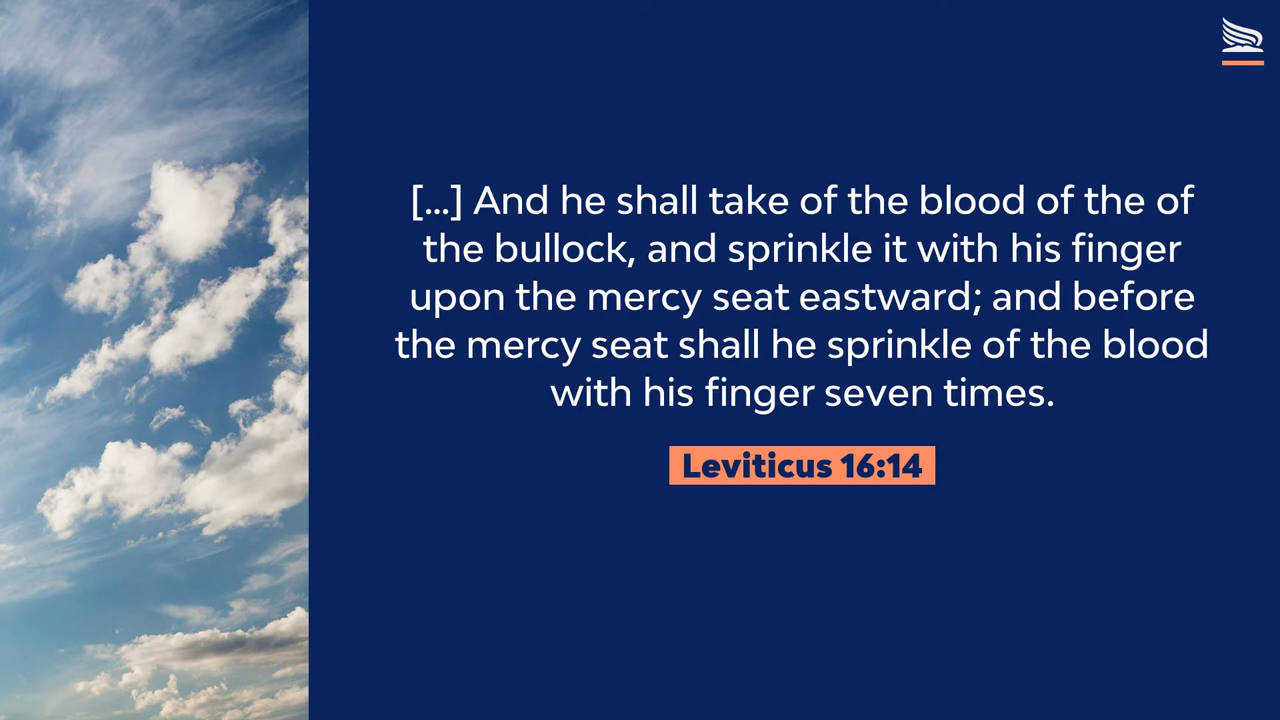 [...] And he shall take of the blood of the of
the bullock, and sprinkle it with his finger
upon the mercy seat eastward; and before
the mercy seat shall he sprinkle of the blood
with his finger seven times.
Leviticus 16:14